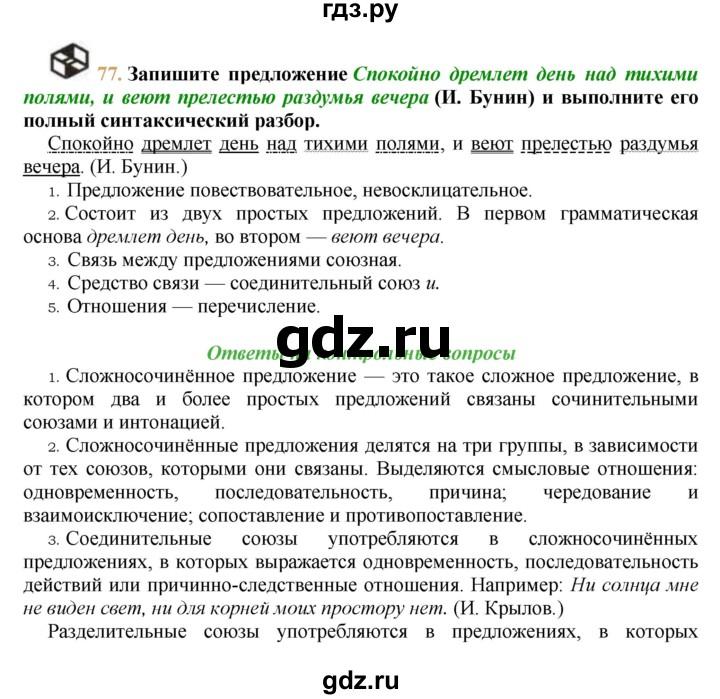 гдз.ру
77. Запишите предложение Спокойно дремлет день над тихими
полями, и веют прелестью раздумья вечера (И. Бунин) и выполните его
полный синтаксический разбор.
Спокойно дремлет день над тихими полями, и веют прелестью раздумья
вечера. (И. Бунин.)
1. Предложение повествовательное, невосклицательное.
2. Состоит из двух простых предложений. В первом грамматическая
основа дремлет день, во втором — веют вечера.
3. Связь между предложениями союзная.
4. Средство связи — соединительный союз и.
5. Отношения — перечисление.
gdz.ru
Ответы на контрольные вопросы
1. Сложносочинённое предложение — это такое сложное предложение, в
котором два и более простых предложений связаны сочинительными
союзами и интонацией.
2. Сложносочинённые предложения делятся на три группы, в зависимости
от тех союзов, которыми они связаны. Выделяются смысловые отношения:
одновременность, последовательность, причина; чередование и
взаимоисключение; сопоставление и противопоставление.
3. Соединительные союзы употребляются в сложносочинённых
предложениях, в которых выражается одновременность, последовательность
действий или причинно-следственные отношения. Например: Ни солнца мне
не виден свет, ни для корней моих простору нет. (И. Крылов.)
Разделительные союзы употребляются в предложениях, в которых
gdz.ru